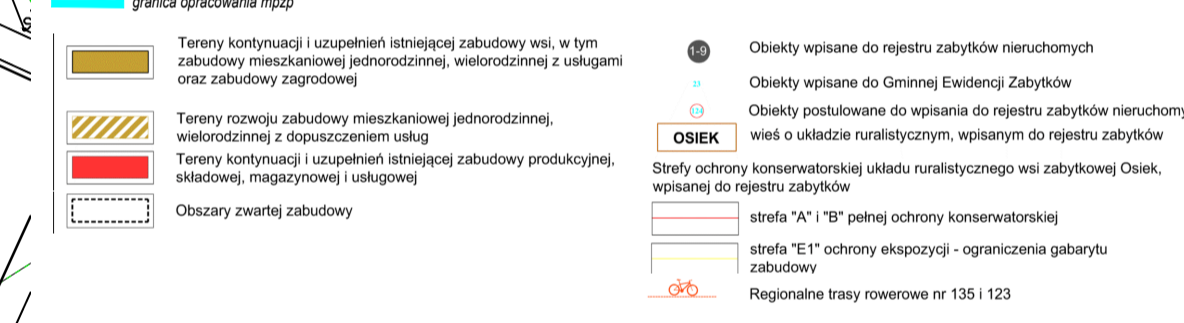 granica opracowania mpzp
Tereny kontynuacji i uzupełnień istniejącej zabudowy wsi, w tym
zabudowy mieszkaniowej jednorodzinnej, wielorodzinnej z usługami
oraz zabudowy zagrodowej
Tereny rozwoju zabudowy mieszkaniowej jednorodzinnej,
wielorodzinnej z dopuszczeniem usług
Tereny kontynuacji i uzupełnień istniejącej zabudowy produkcyjnej,
składowej, magazynowej i usługowej
Obszary zwartej zabudowy
1-9 Obiekty wpisane do rejestru zabytków nieruchomych
23 Obiekty wpisane do Gminnej Ewidencji Zabytków
124 Obiekty postulowane do wpisania do rejestru zabytków nieruchomy
OSIEK wieś o układzie ruralistycznym, wpisanym do rejestru zabytków
Strefy ochrony konserwatorskiej układu ruralistycznego wsi zabytkowej Osiek,
wpisanej do rejestru zabytków
strefa "A" i "B" pełnej ochrony konserwatorskiej
strefa "E1" ochrony ekspozycji - ograniczenia gabarytu
zabudowy
Regionalne trasy rowerowe nr 135 i 123